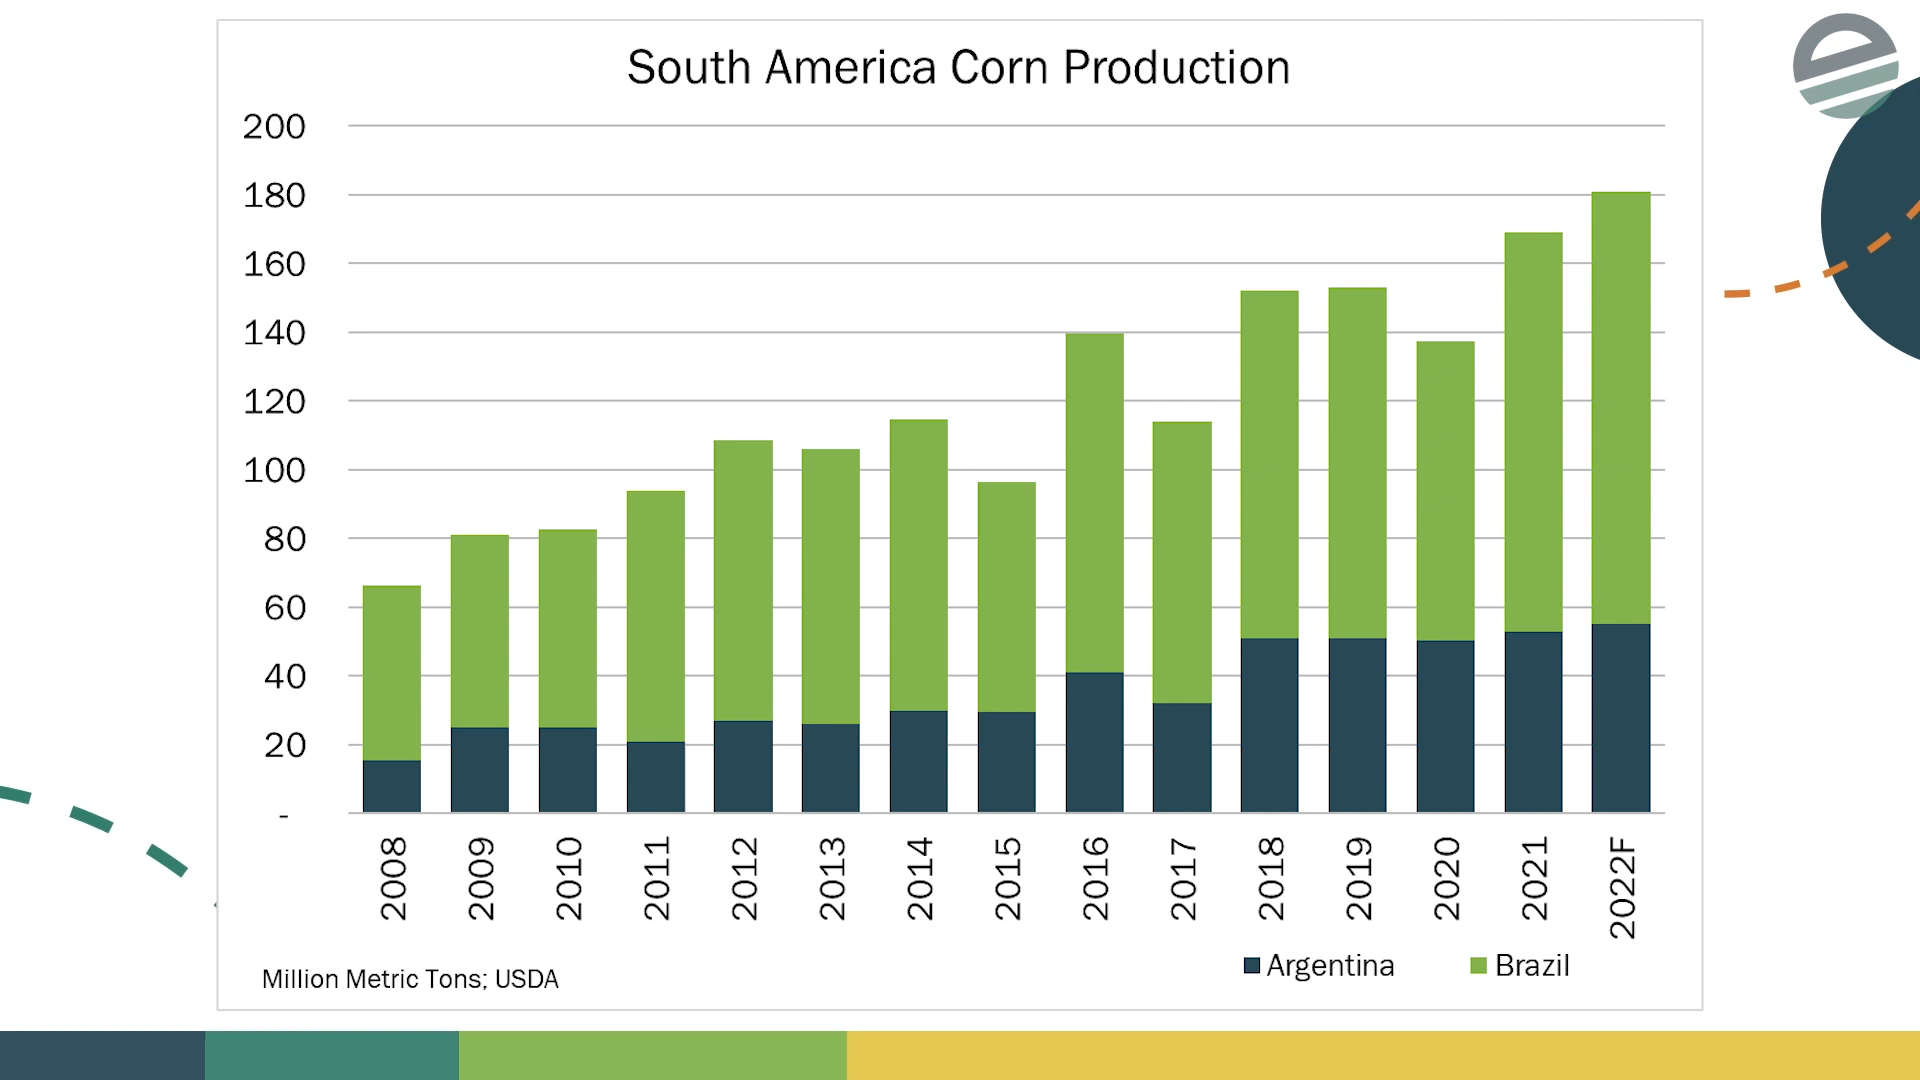 South America Corn Production
200
180
160
140
120
100
80
60
40
20
-
2008 2009 2010 2011 2012 2013 2014 2015 2016 2017 2018 2019 2020 2021 2022F
Argentina Brazil
Million Metric Tons; USDA